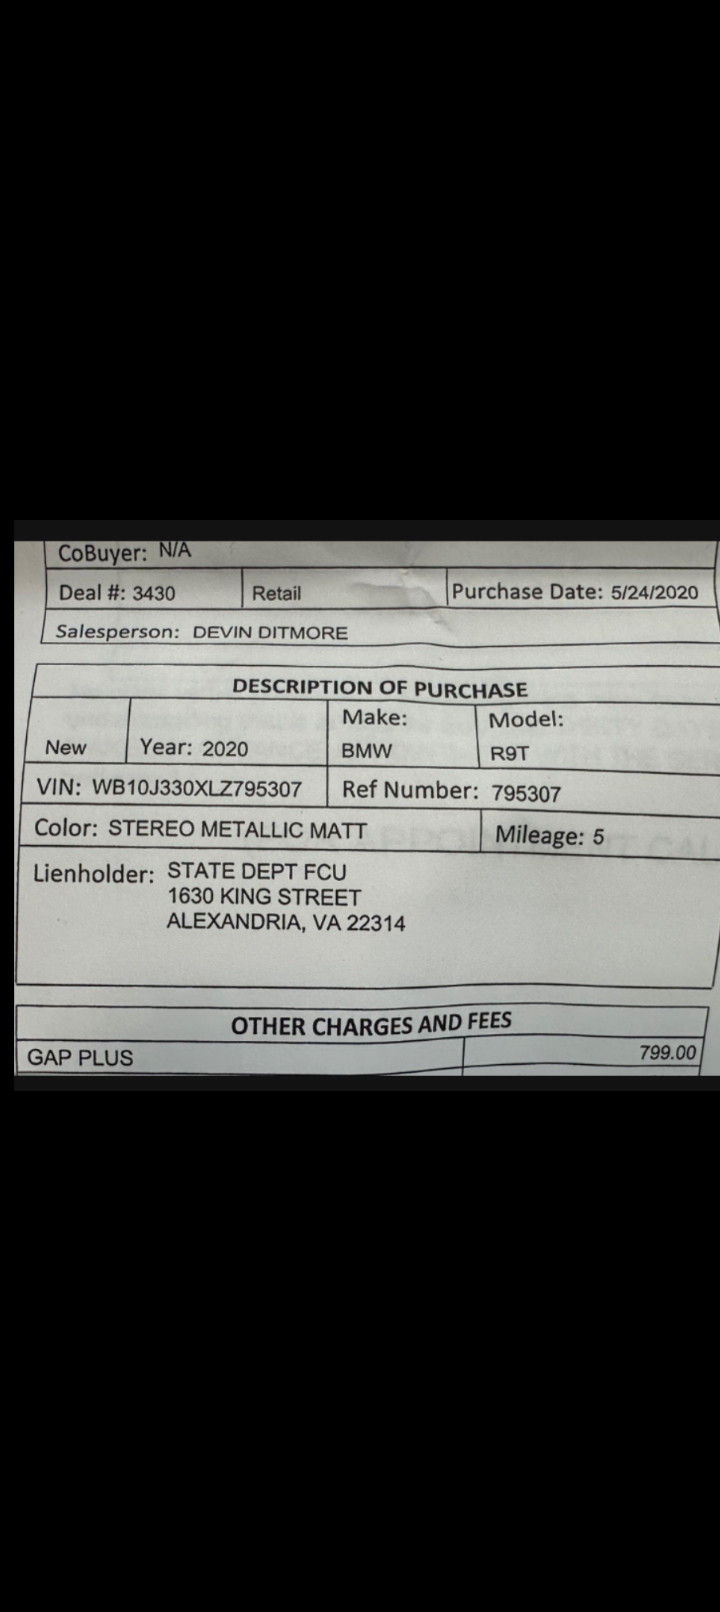 CoBuyer: N/A
Deal #: 3430 Retail Purchase Date: 5/24/2020
Salesperson: DEVIN DITMORE
DESCRIPTION OF PURCHASE
New Year: 2020 Make: BMW Model: R9T
VIN: WB10J330XLZ795307 Ref Number: 795307
Color: STEREO METALLIC MATT Mileage: 5
Lienholder: STATE DEPT FCU
1630 KING STREET
ALEXANDRIA, VA 22314
OTHER CHARGES AND FEES
GAP PLUS 799.00